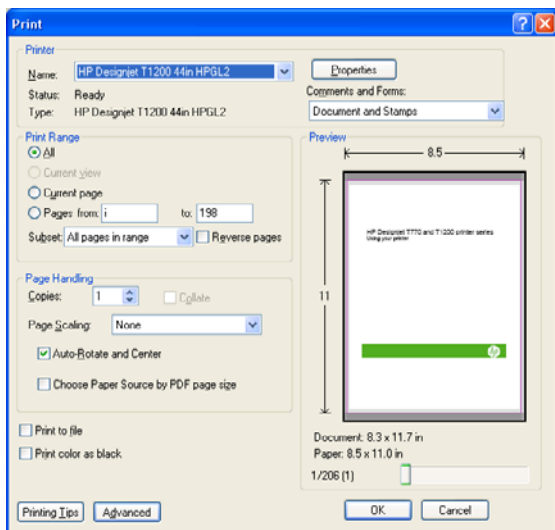 Print
Printer
Name: HP Designjet T1200 44in HPGL2
Properties
Status: Ready
Comments and Forms:
Type: HP Designjet T1200 44in HPGL2
Document and Stamps
Print Range
All
Current view
Current page
Pages from: i to: 198
Subset: All pages in range Reverse pages
Page Handling
Copies: 1 Collate
Page Scaling: None
Auto-Rotate and Center
Choose Paper Source by PDF page size
Print to file
Print color as black
Preview
8.5
11
HP Designjet T770 and T1200 printer series
Using your printer
hp
Document: 8.3 x 11.7 in
Paper: 8.5 x 11.0 in
1/206 (1)
Printing Tips Advanced OK Cancel